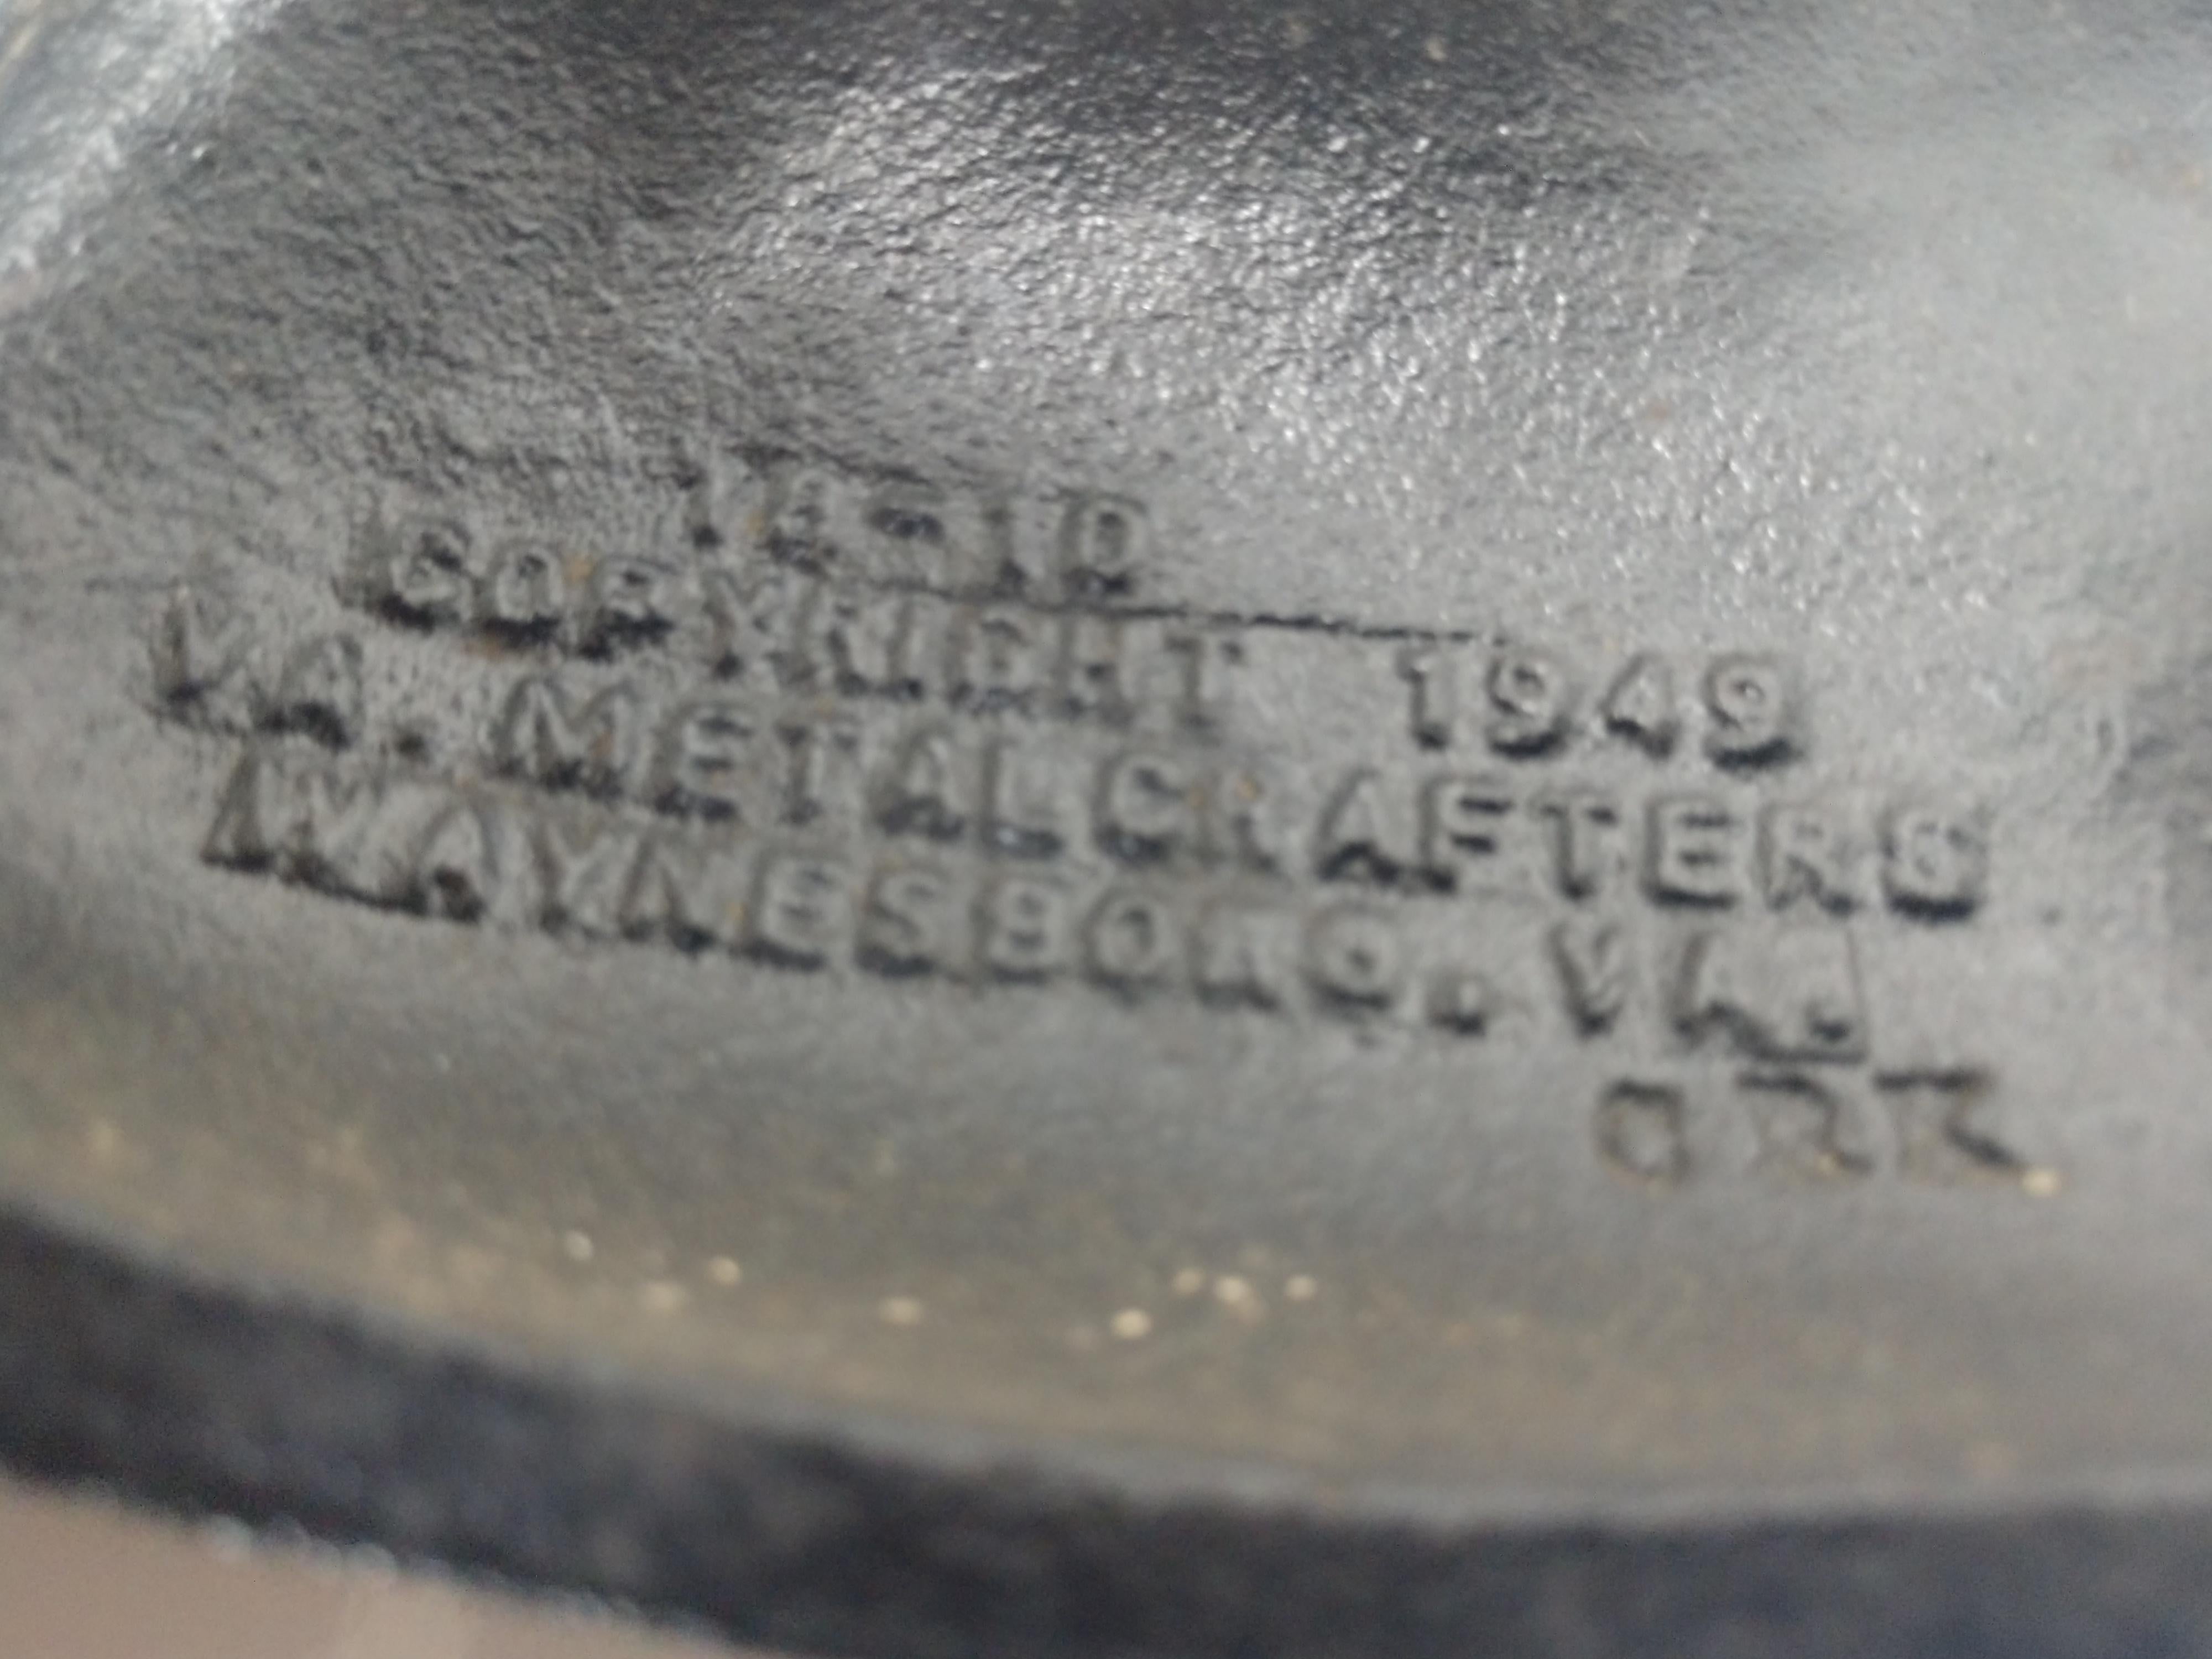 COPYRIGHT 1949
VA. METALCRAFTERS
WAYNESBORO. VA.